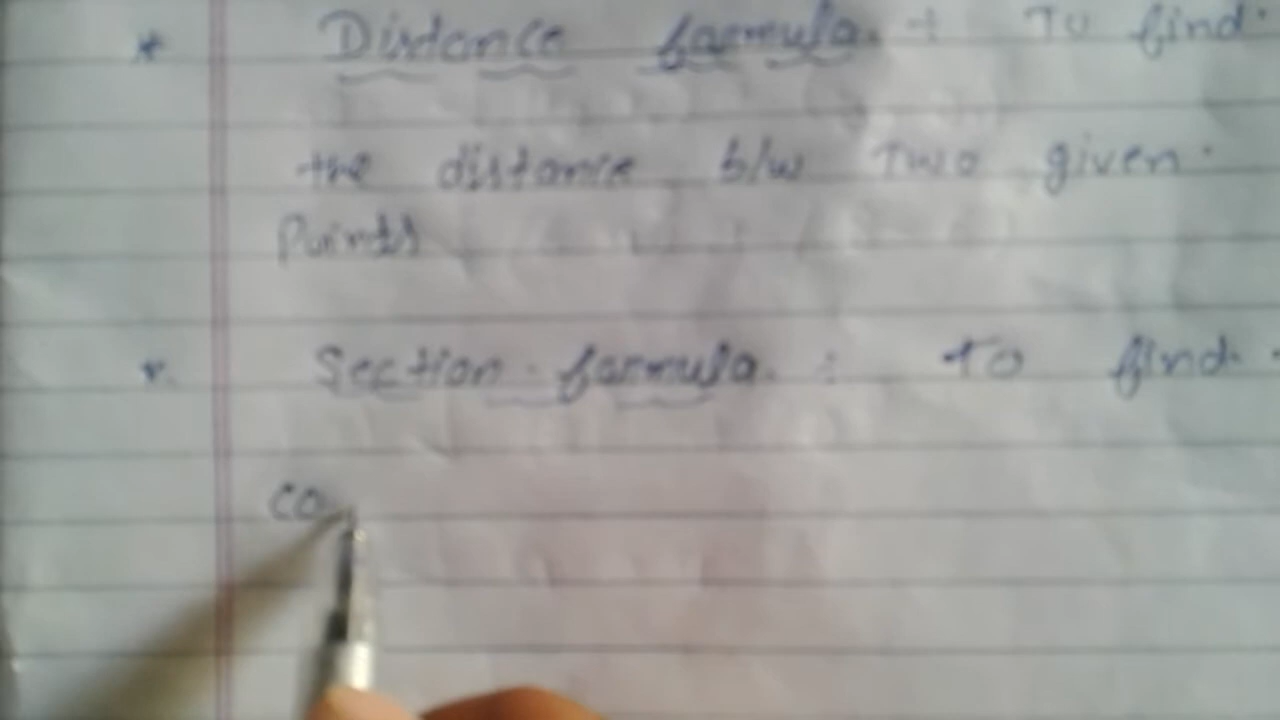 * Distance formula : To find
the distance b/w Two given
Points
* Section formula : To find
co